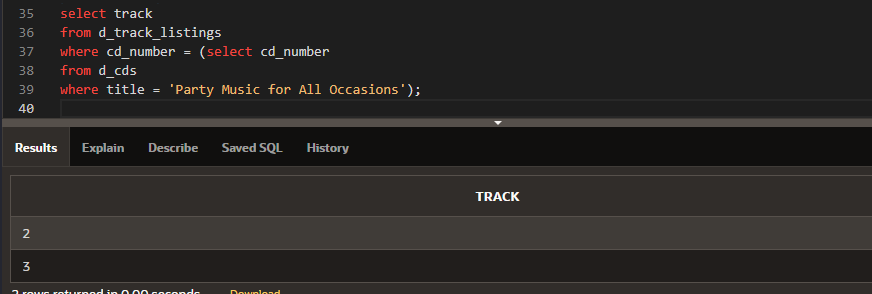 35 select track
36 from d_track_listings
37 where cd_number = (select cd_number
38 from d_cds
39 where title = 'Party Music for All Occasions');
40
Results Explain Describe Saved SQL History
TRACK
2
3
2 rows returned in 0.00 seconds Download